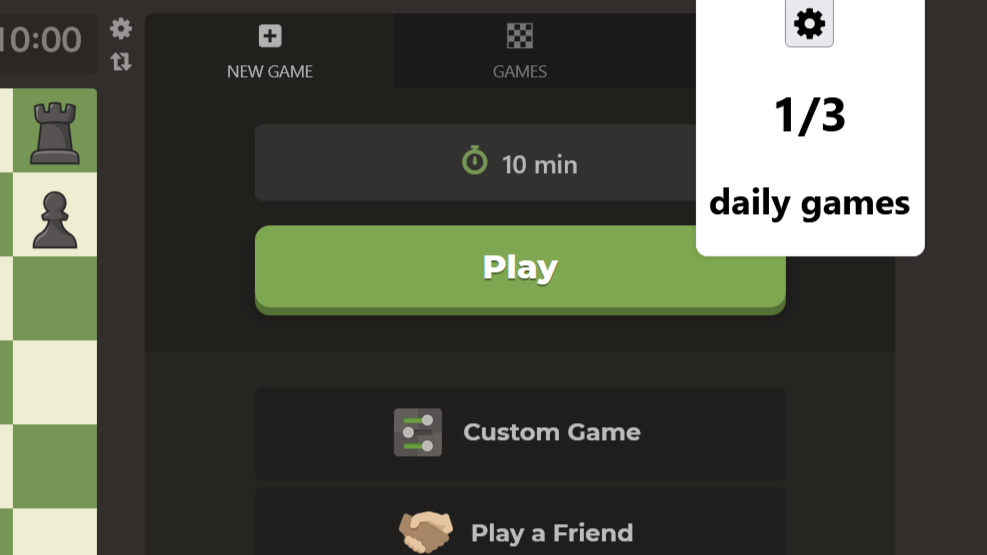 10:00
NEW GAME
GAMES
1/3
daily games
10 min
Play
Custom Game
Play a Friend